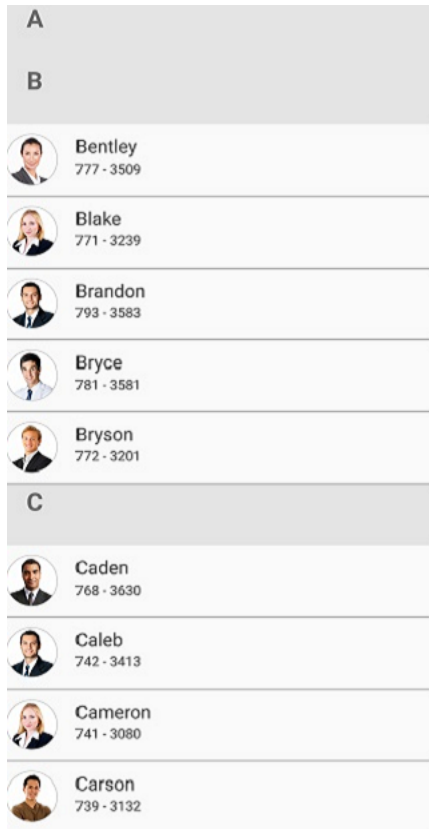 A
B
Bentley
777 - 3509
Blake
771 - 3239
Brandon
793 - 3583
Bryce
781 - 3581
Bryson
772 - 3201
C
Caden
768 - 3630
Caleb
742 - 3413
Cameron
741 - 3080
Carson
739 - 3132